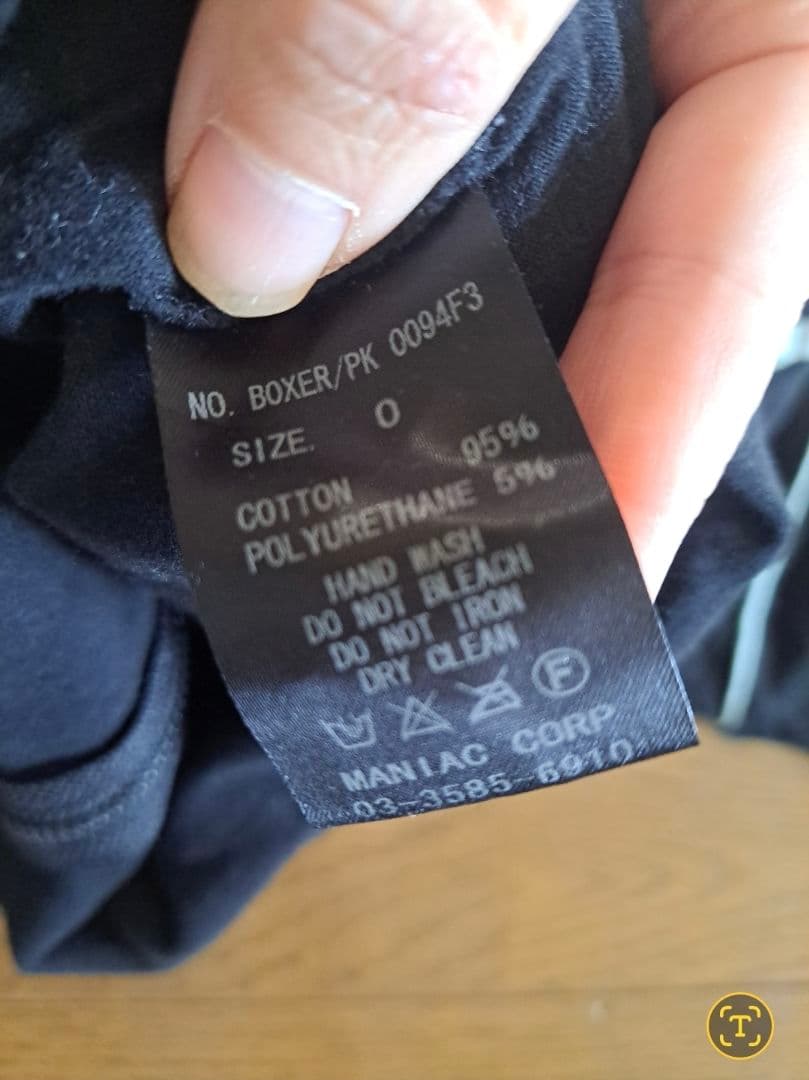 NO. BOXER/PK 0094F3
SIZE. 0
COTTON 95%
POLYURETHANE 5%
HAND WASH
DO NOT BLEACH
DO NOT IRON
DRY CLEAN
F
MANIAC CORP
03-3585-6910